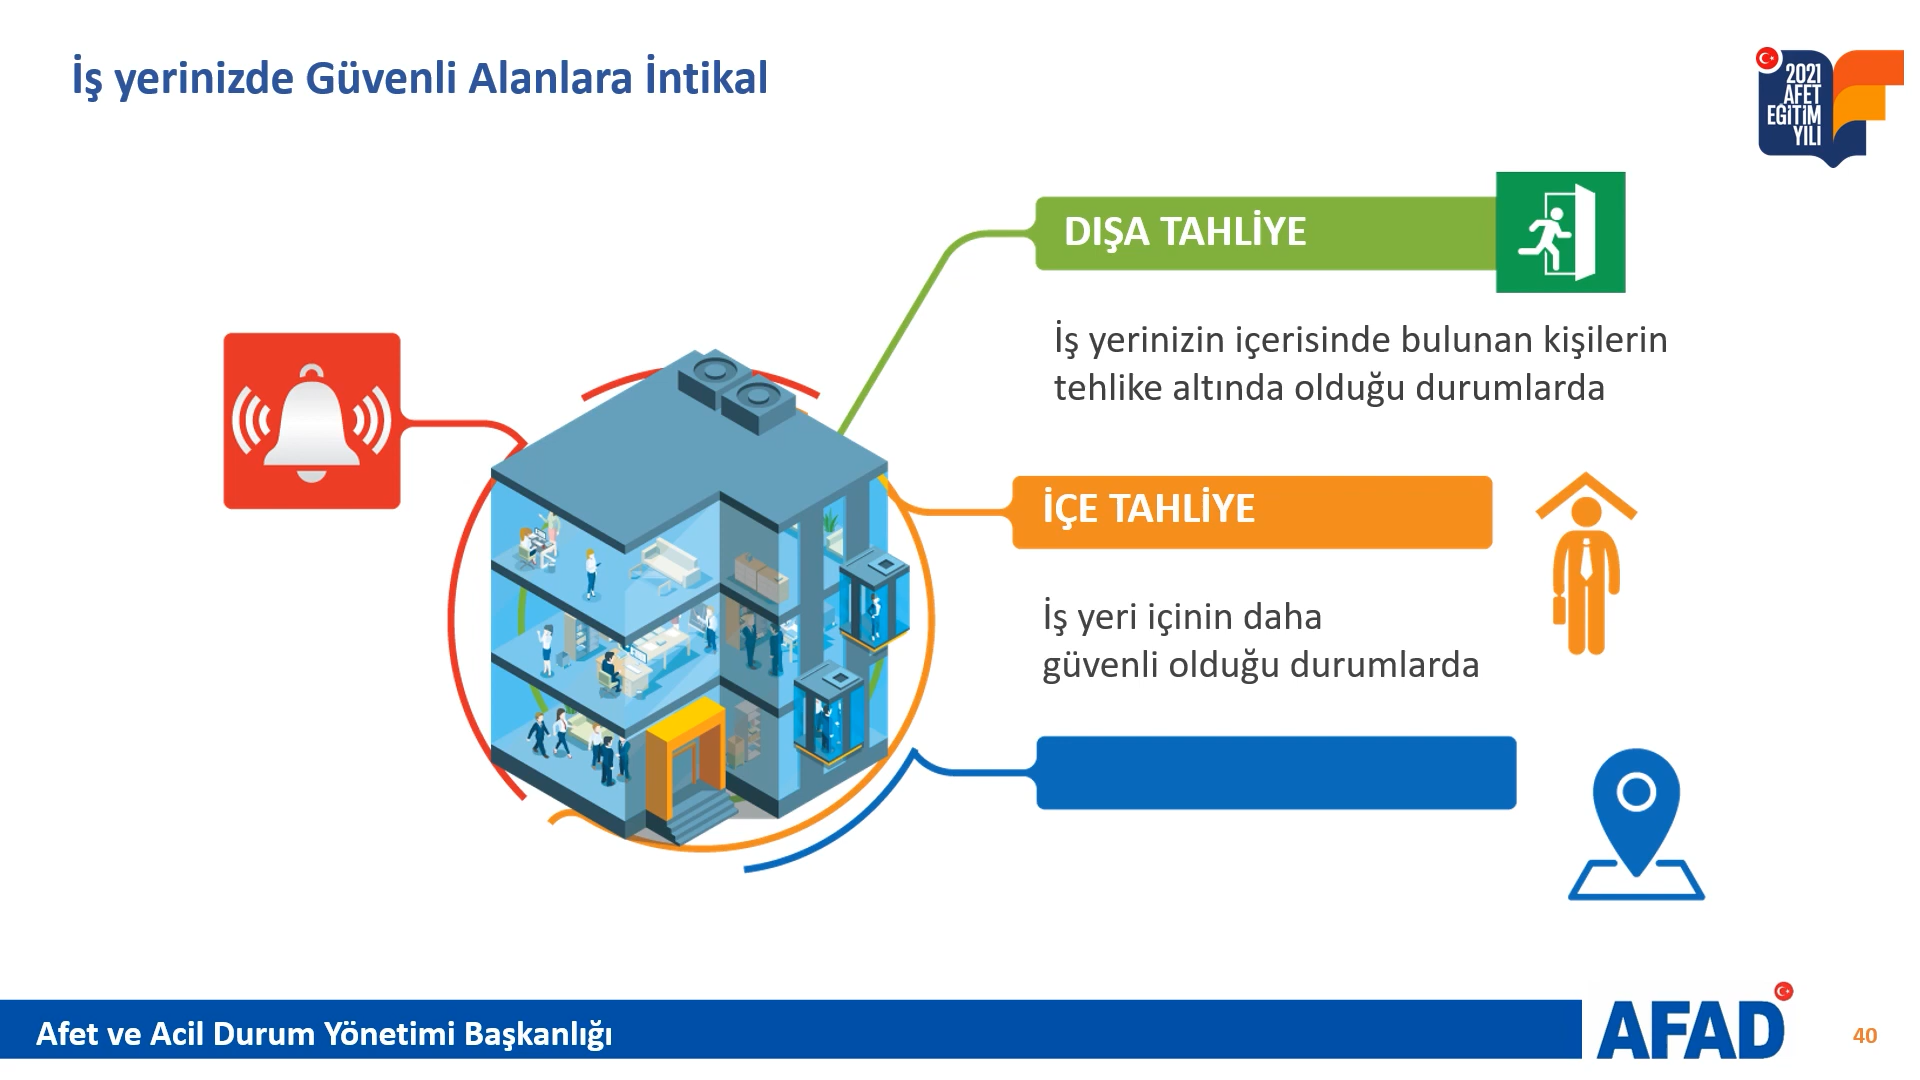 İş yerinizde Güvenli Alanlara İntikal
2021
AFET
EĞİTİM
YILI
DIŞA TAHLİYE
İş yerinizin içerisinde bulunan kişilerin
tehlike altında olduğu durumlarda
İÇE TAHLİYE
İş yeri içinin daha
güvenli olduğu durumlarda
Afet ve Acil Durum Yönetimi Başkanlığı
AFAD
40